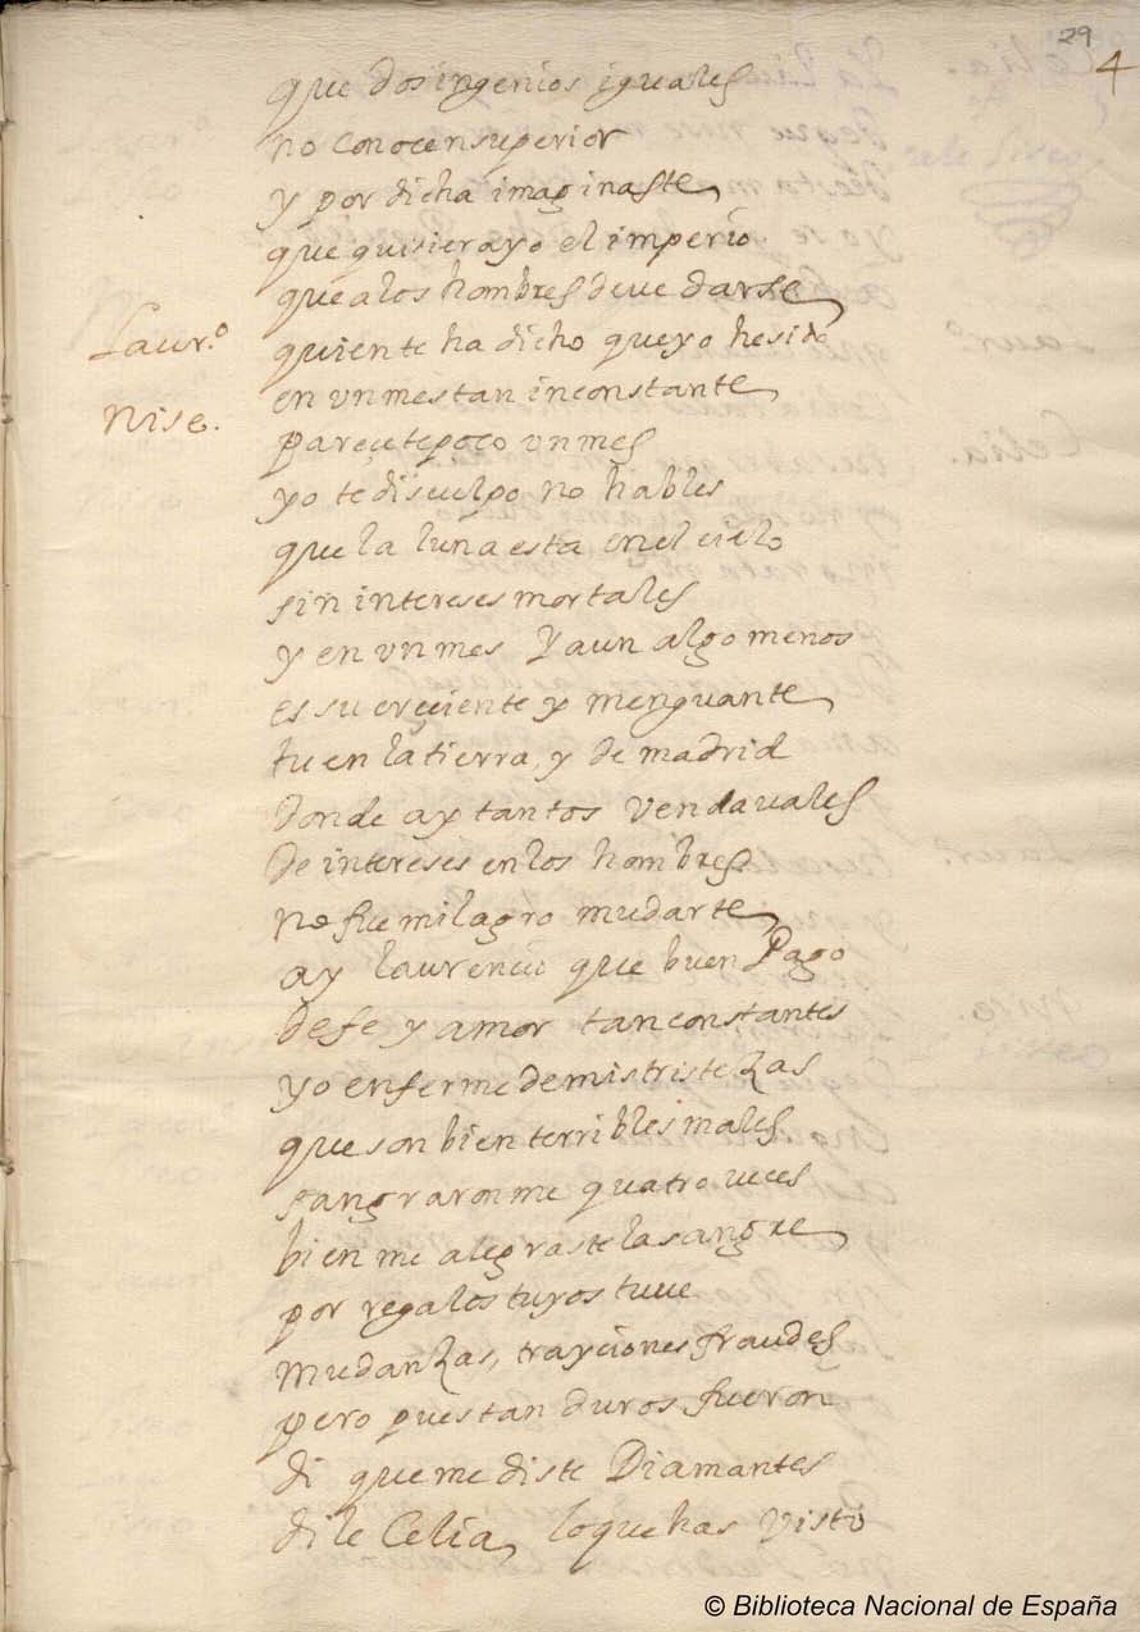 29
4
que dos ingenios iguales
no conocen superior
y por dicha imaginaste
que quisiera yo el imperio
que a los hombres deue darse
Laur.º quien te ha dicho que yo he sido
en vn mes tan inconstante
Nise. pareçete poco vn mes
yo te disculpo no hables
que la luna esta en el cielo
sin intereses mortales
y en vn mes Y aun algo menos
es su creçiente y menguante
tu en la tierra, y de madrid
donde ay tantos vendauales
de intereses en los hombres
no fue milagro mudarte
ay laurencio que buen Pago
de fe y amor tan constantes
yo enferme de mis tristezas
que son bien terribles males
sangraronme quatro veces
bien me alegraste la sangre
por regalos tuyos tuue
mudanzas, trayciones fraudes
pero pues tan duros fueron
di que me diste Diamantes
dile Celia, lo que has visto
© Biblioteca Nacional de España